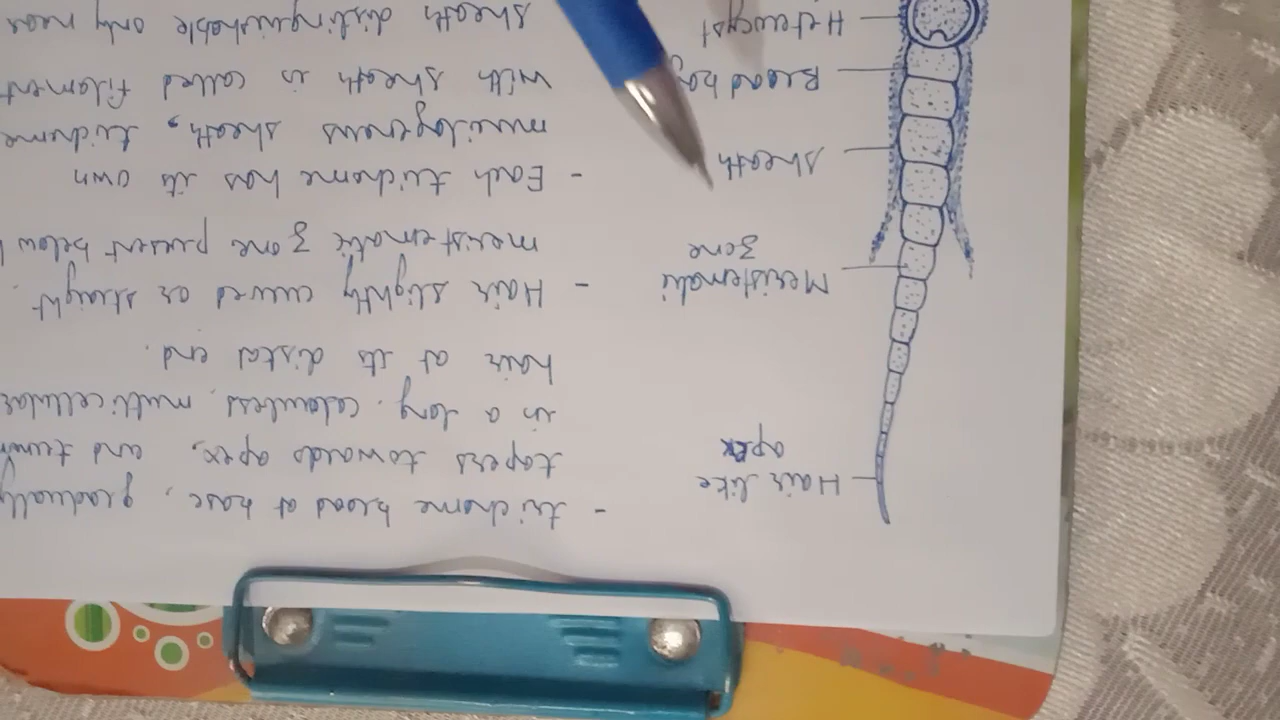 - trichome broad at base, gradually
tapers towards apex, and
in a long, colourless, multicellular
hair at its distal end.
- Hair slightly curved or straight.
meristematic zone present below
- Each trichome has its own
mucilagenous sheath, trichome
with sheath is called filament
sheath distinguishable only near
Hair like
apex
Meristematic
zone
sheath
Broad
Heterocyst